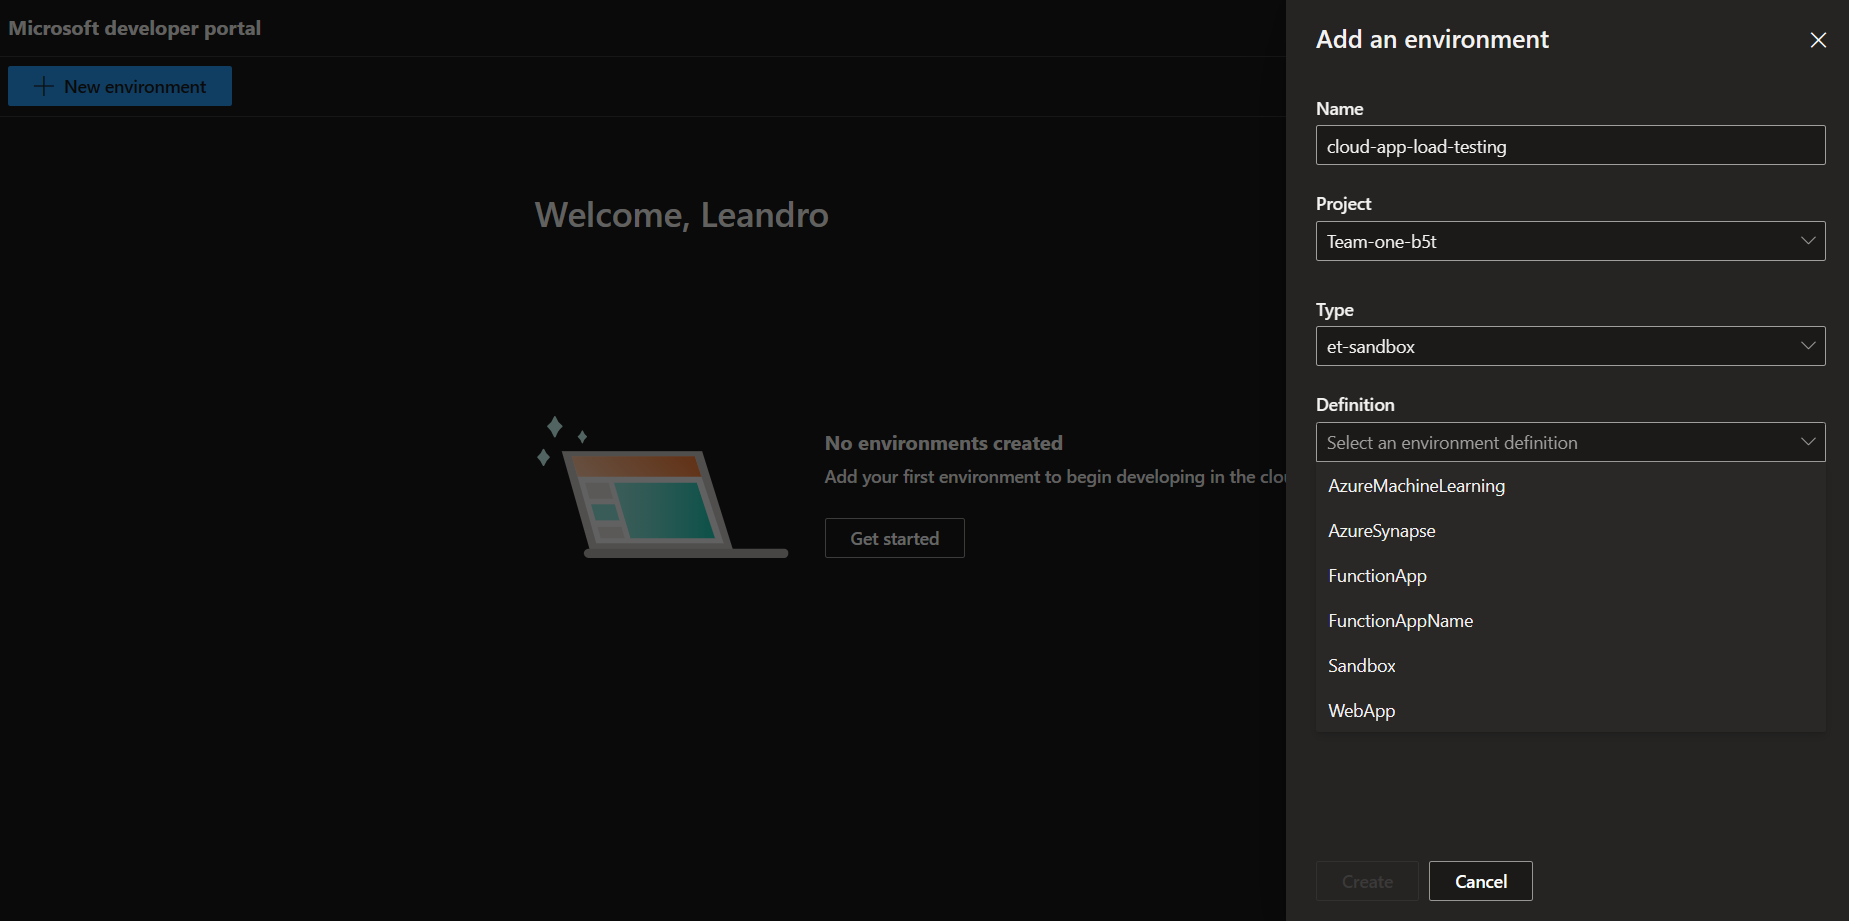 Microsoft developer portal
New environment
Welcome, Leandro
No environments created
Add your first environment to begin developing in the clou
Get started
Add an environment
Name
cloud-app-load-testing
Project
Team-one-b5t
Type
et-sandbox
Definition
Select an environment definition
AzureMachineLearning
AzureSynapse
FunctionApp
FunctionAppName
Sandbox
WebApp
Create
Cancel